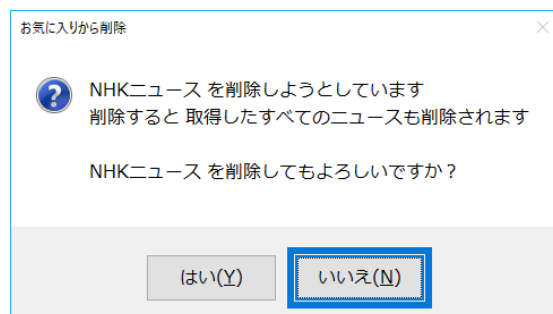 お気に入りから削除
NHKニュース を削除しようとしています
削除すると 取得したすべてのニュースも削除されます
NHKニュース を削除してもよろしいですか？
はい(Y)
いいえ(N)